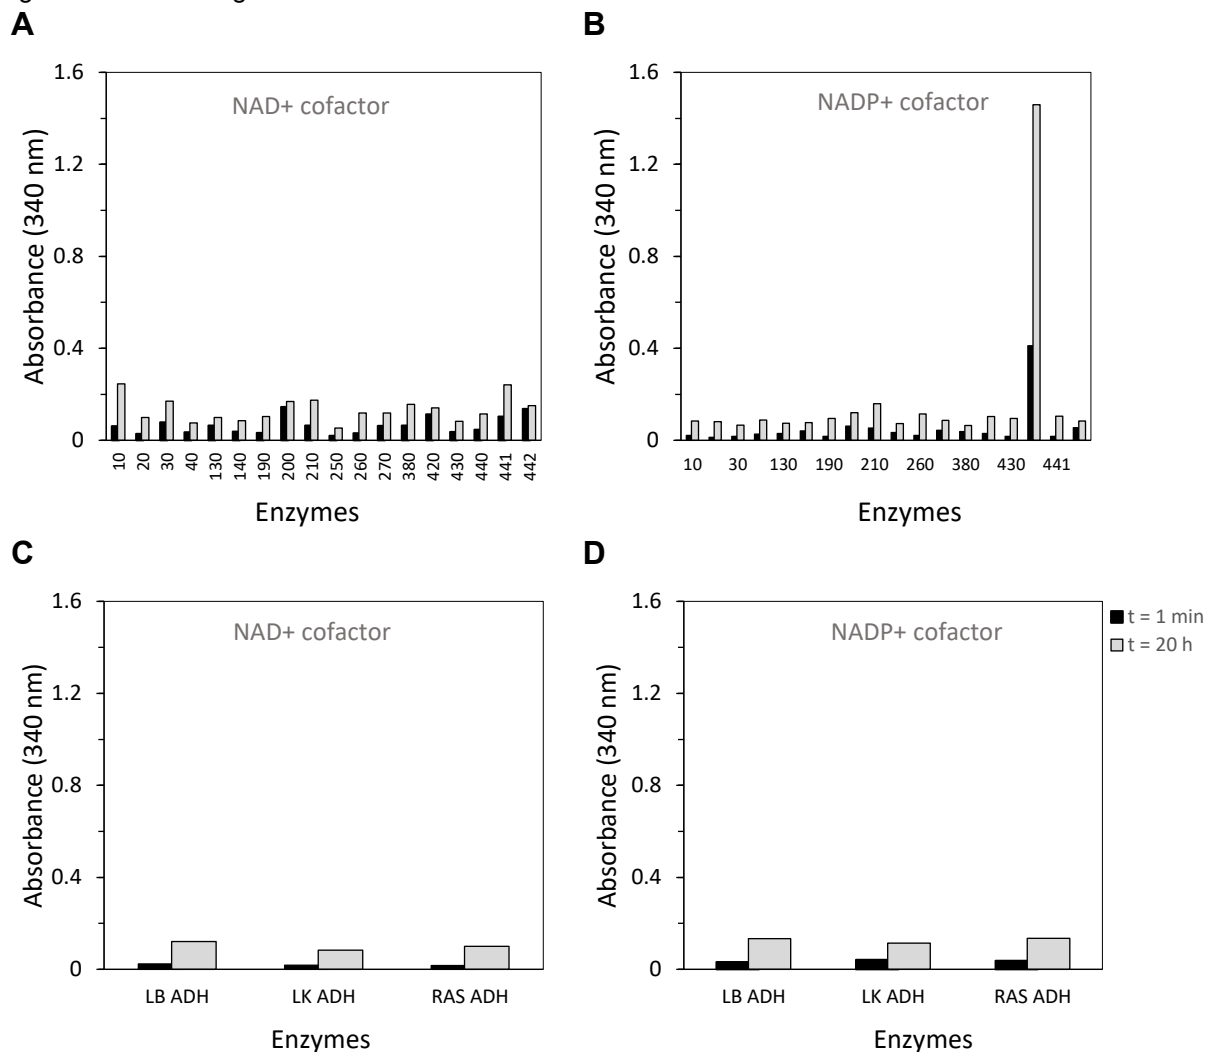 A
B
1.6
1.2
0.8
0.4
0
Absorbance (340 nm)
NAD+ cofactor
10 20 30 40 130 140 190 200 210 250 260 270 380 420 430 440 441 442
Enzymes
1.6
1.2
0.8
0.4
0
Absorbance (340 nm)
NADP+ cofactor
10 30 130 190 210 260 380 430 441
Enzymes
C
D
1.6
1.2
0.8
0.4
0
Absorbance (340 nm)
NAD+ cofactor
LB ADH LK ADH RAS ADH
Enzymes
1.6
1.2
0.8
0.4
0
Absorbance (340 nm)
NADP+ cofactor
LB ADH LK ADH RAS ADH
Enzymes
t = 1 min
t = 20 h